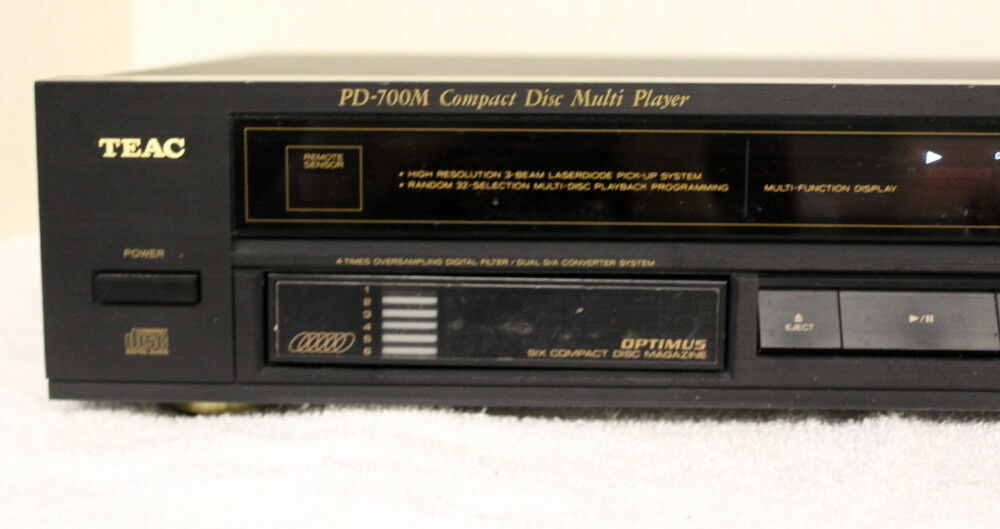 PD-700M Compact Disc Multi Player
TEAC
REMOTE
SENSOR
HIGH RESOLUTION 3-BEAM LASERDIODE PICK-UP SYSTEM
RANDOM 32-SELECTION MULTI-DISC PLAYBACK PROGRAMMING
MULTI-FUNCTION DISPLAY
POWER
4 TIMES OVERSAMPLING DIGITAL FILTER / DUAL D/A CONVERTER SYSTEM
1
2
3
4
5
6
OPTIMUS
SIX COMPACT DISC MAGAZINE
EJECT
COMPACT
disc